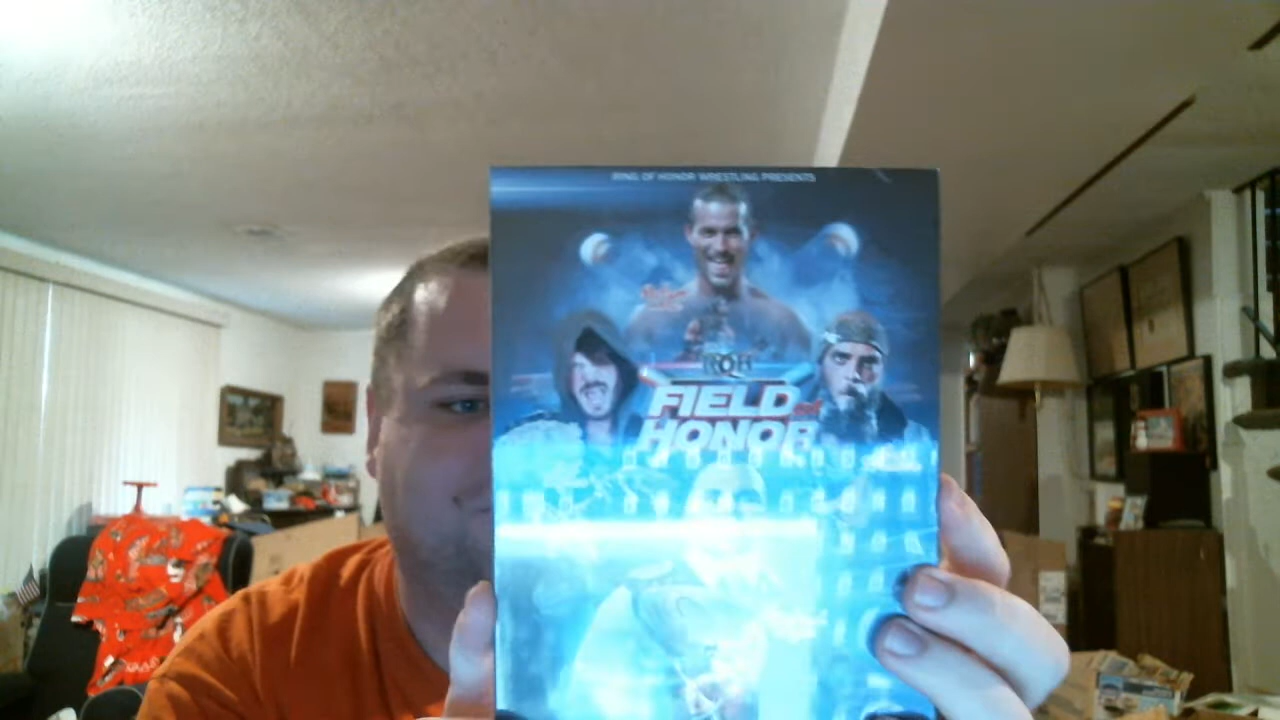 RING OF HONOR WRESTLING PRESENTS
ROH
FIELD OF
HONOR